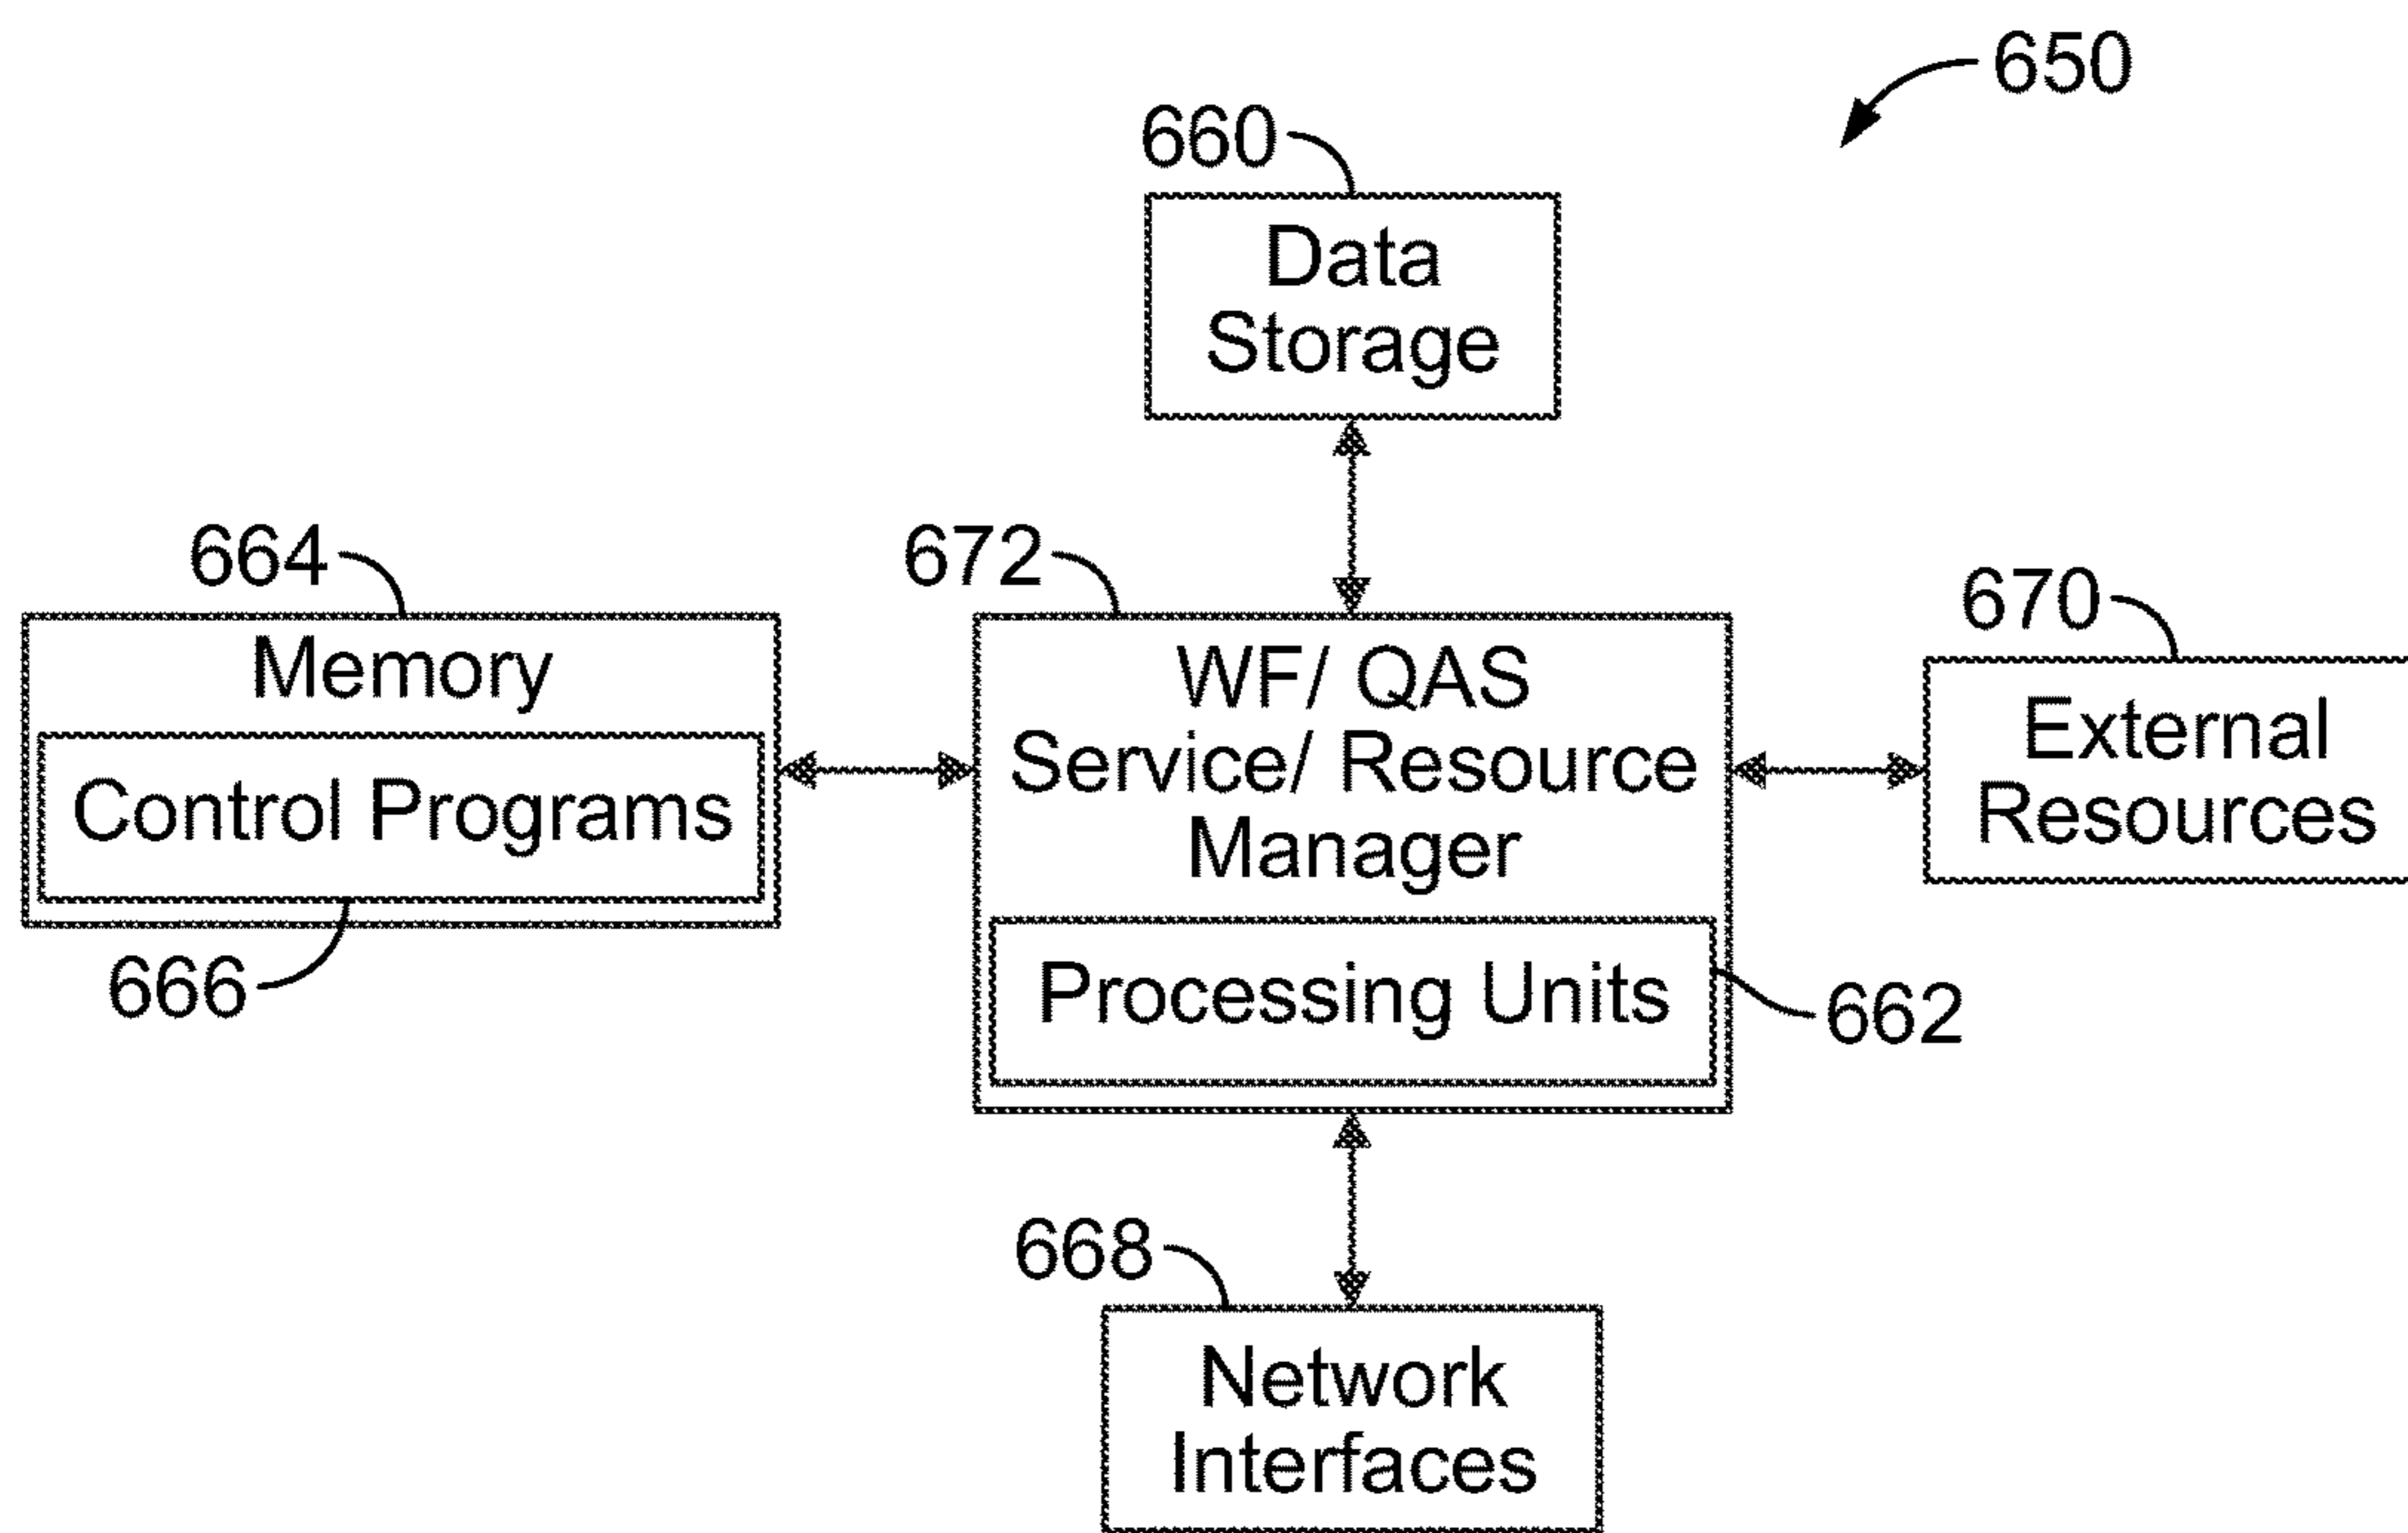 650
660
Data
Storage
664
672
670
Memory
Control Programs
666
WF/ QAS
Service/ Resource
Manager
Processing Units
662
External
Resources
668
Network
Interfaces